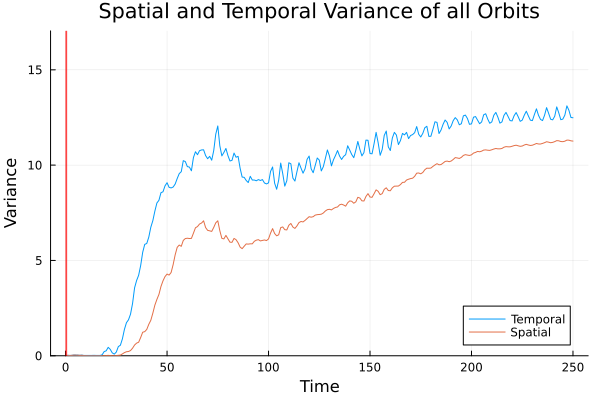 Spatial and Temporal Variance of all Orbits
Variance
15
10
5
0
0 50 100 150 200 250
Time
Temporal
Spatial